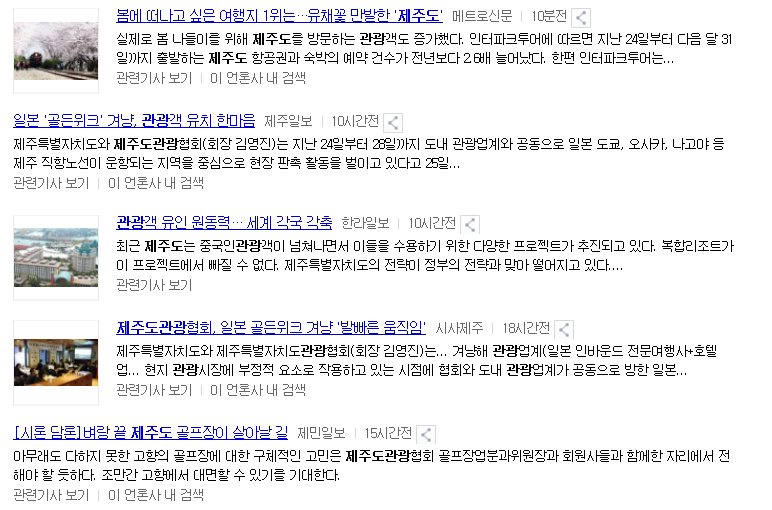 봄에 떠나고 싶은 여행지 1위는…유채꽃 만발한 '제주도' 메트로신문 | 10분전
실제로 봄 나들이를 위해 제주도를 방문하는 관광객도 증가했다. 인터파크투어에 따르면 지난 24일부터 다음 달 31
일까지 출발하는 제주도 항공권과 숙박의 예약 건수가 전년보다 2.6배 늘어났다. 한편 인터파크투어는...
관련기사 보기 | 이 언론사 내 검색
일본 '골든위크' 겨냥, 관광객 유치 한마음 제주일보 | 10시간전
제주특별자치도와 제주도관광협회(회장 김영진)는 지난 24일부터 28일까지 도내 관광업계와 공동으로 일본 도쿄, 오사카, 나고야 등
제주 직항노선이 운항되는 지역을 중심으로 현장 판촉 활동을 벌이고 있다고 25일...
관련기사 보기 | 이 언론사 내 검색
관광객 유인 원동력… 세계 각국 각축 한라일보 | 10시간전
최근 제주도는 중국인관광객이 넘쳐나면서 이들을 수용하기 위한 다양한 프로젝트가 추진되고 있다. 복합리조트가
이 프로젝트에서 빠질 수 없다. 제주특별자치도의 전략이 정부의 전략과 맞아 떨어지고 있다....
관련기사 보기
제주도관광협회, 일본 골든위크 겨냥 '발빠른 움직임' 시사제주 | 18시간전
제주특별자치도와 제주특별자치도관광협회(회장 김영진)는... 겨냥해 관광업계(일본 인바운드 전문여행사+호텔
업... 현지 관광시장에 부정적 요소로 작용하고 있는 시점에 협회와 도내 관광업계가 공동으로 방한 일본...
관련기사 보기 | 이 언론사 내 검색
[시론 담론]벼랑 끝 제주도 골프장이 살아날 길 제민일보 | 15시간전
아무래도 다하지 못한 고향의 골프장에 대한 구체적인 고민은 제주도관광협회 골프장업분과위원장과 회원사들과 함께한 자리에서 전
해야 할 듯하다. 조만간 고향에서 대면할 수 있기를 기대한다.
관련기사 보기 | 이 언론사 내 검색